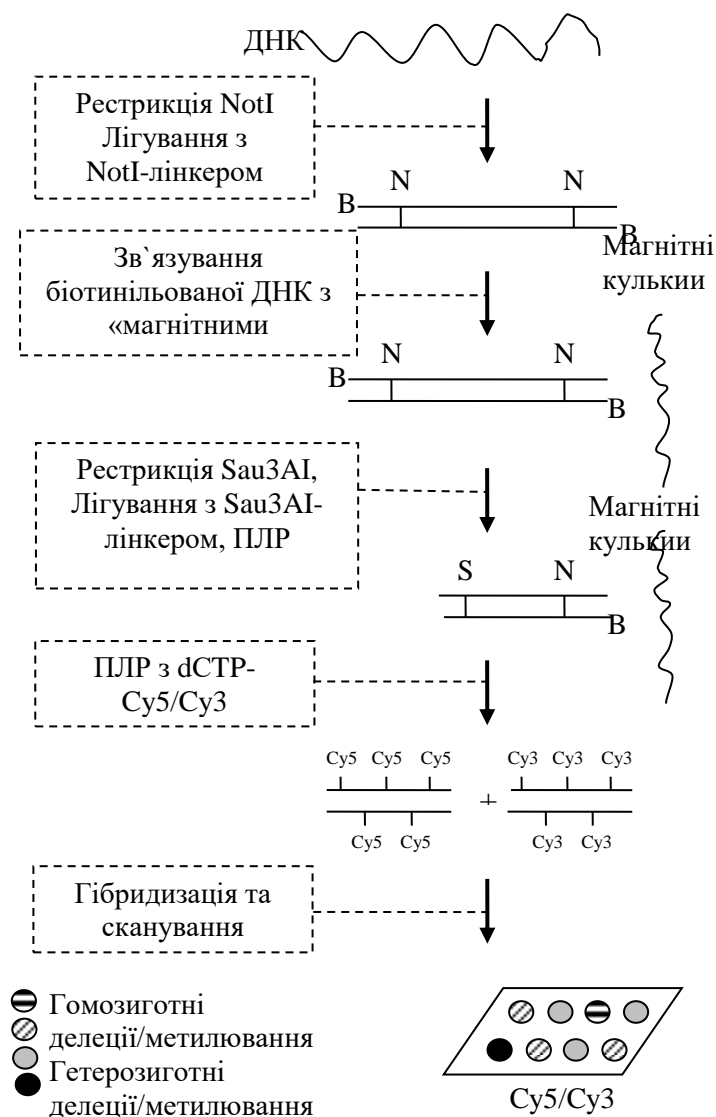 ДНК
Рестрикція NotI
Лігування з
NotI-лінкером
N N
B
B
Магнітні
кулькии
Зв`язування
біотинільованої ДНК з
«магнітними
N N
B
B
Рестрикція Sau3AI,
Лігування з Sau3AI-
лінкером, ПЛР
Магнітні
кулькии
S N
B
ПЛР з dCTP-
Cy5/Cy3
Cy5 Cy5 Cy5 Cy3 Cy3 Cy3
+
Cy5 Cy5 Cy3 Cy3
Гібридизація та
сканування
Гомозиготні
делеції/метилювання
Гетерозиготні
делеції/метилювання
Cy5/Cy3